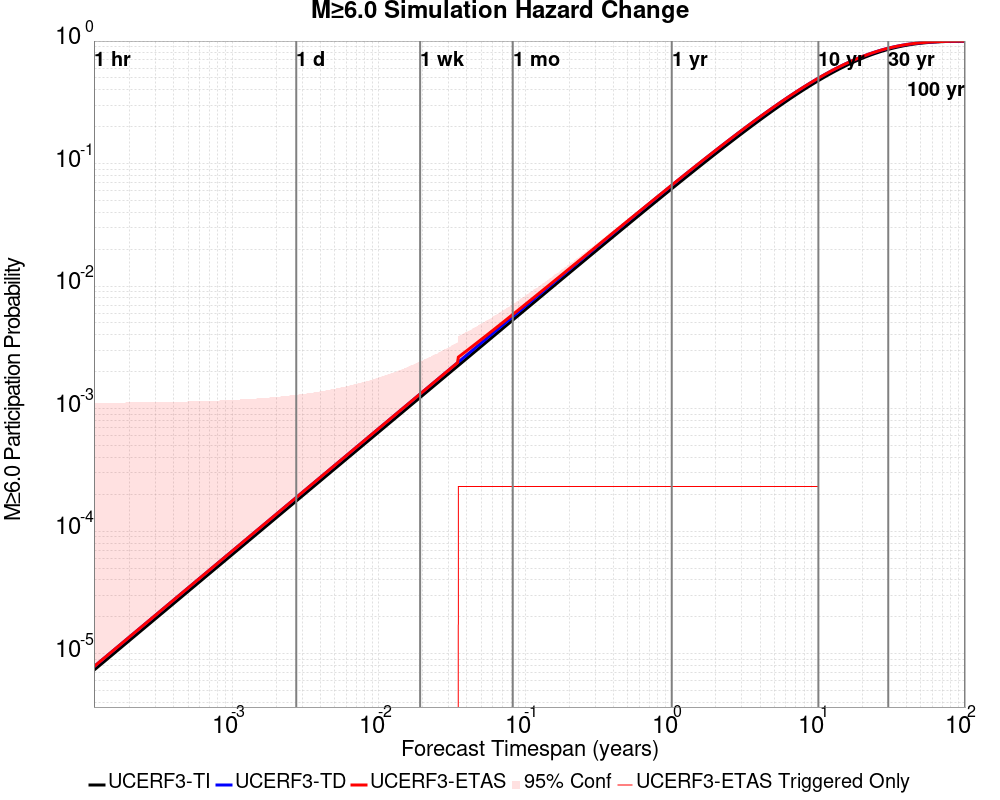 M≥6.0 Simulation Hazard Change
M≥6.0 Participation Probability
10^0
10^-1
10^-2
10^-3
10^-4
10^-5
1 hr
1 d
1 wk
1 mo
1 yr
10 yr
30 yr
100 yr
10^-3
10^-2
10^-1
10^0
10^1
10^2
Forecast Timespan (years)
UCERF3-TI UCERF3-TD UCERF3-ETAS 95% Conf UCERF3-ETAS Triggered Only